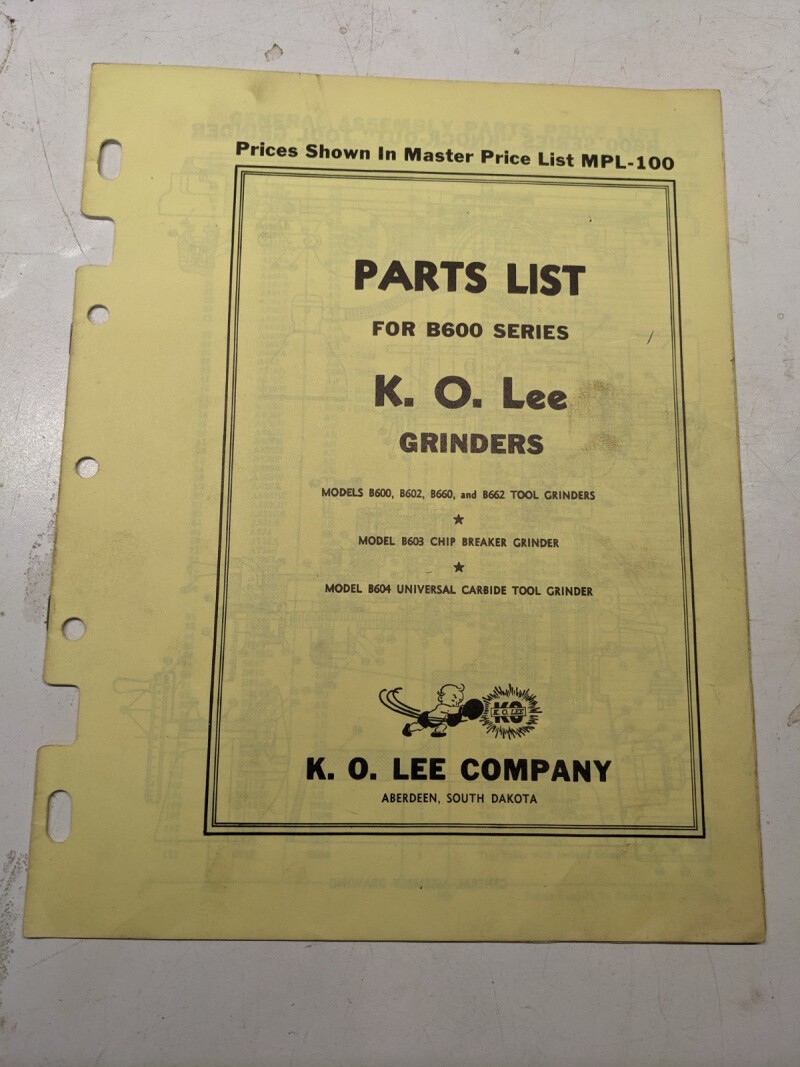 Prices Shown In Master Price List MPL-100
PARTS LIST
FOR B600 SERIES
K. O. Lee
GRINDERS
MODELS B600, B602, B660, and B662 TOOL GRINDERS
★
MODEL B603 CHIP BREAKER GRINDER
★
MODEL B604 UNIVERSAL CARBIDE TOOL GRINDER
KO
K. O. LEE
K. O. LEE COMPANY
ABERDEEN, SOUTH DAKOTA